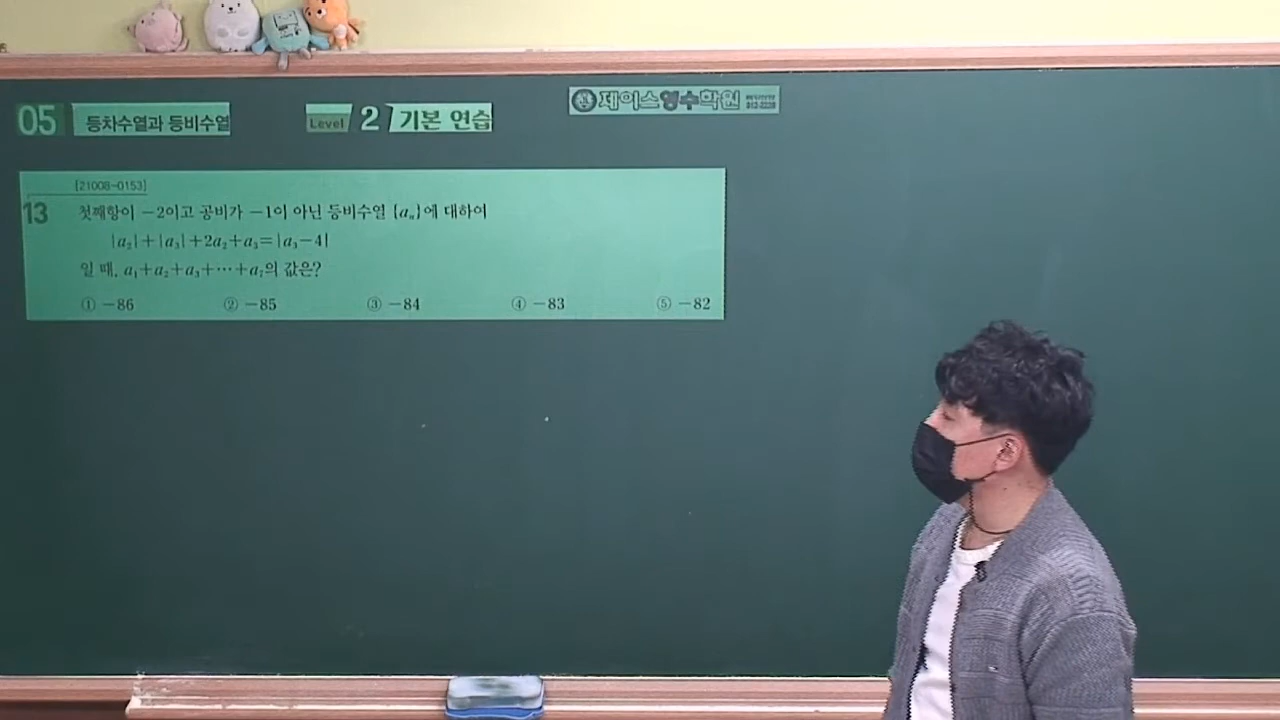 05 등차수열과 등비수열
Level 2 기본 연습
제이스영수학원
[21008-0153]
13 첫째항이 −2이고 공비가 −1이 아닌 등비수열 {aₙ}에 대하여
|a₂|+|a₃|+2a₂+a₃=|a₃−4|
일 때, a₁+a₂+a₃+⋯+a₇의 값은?
① −86 ② −85 ③ −84 ④ −83 ⑤ −82